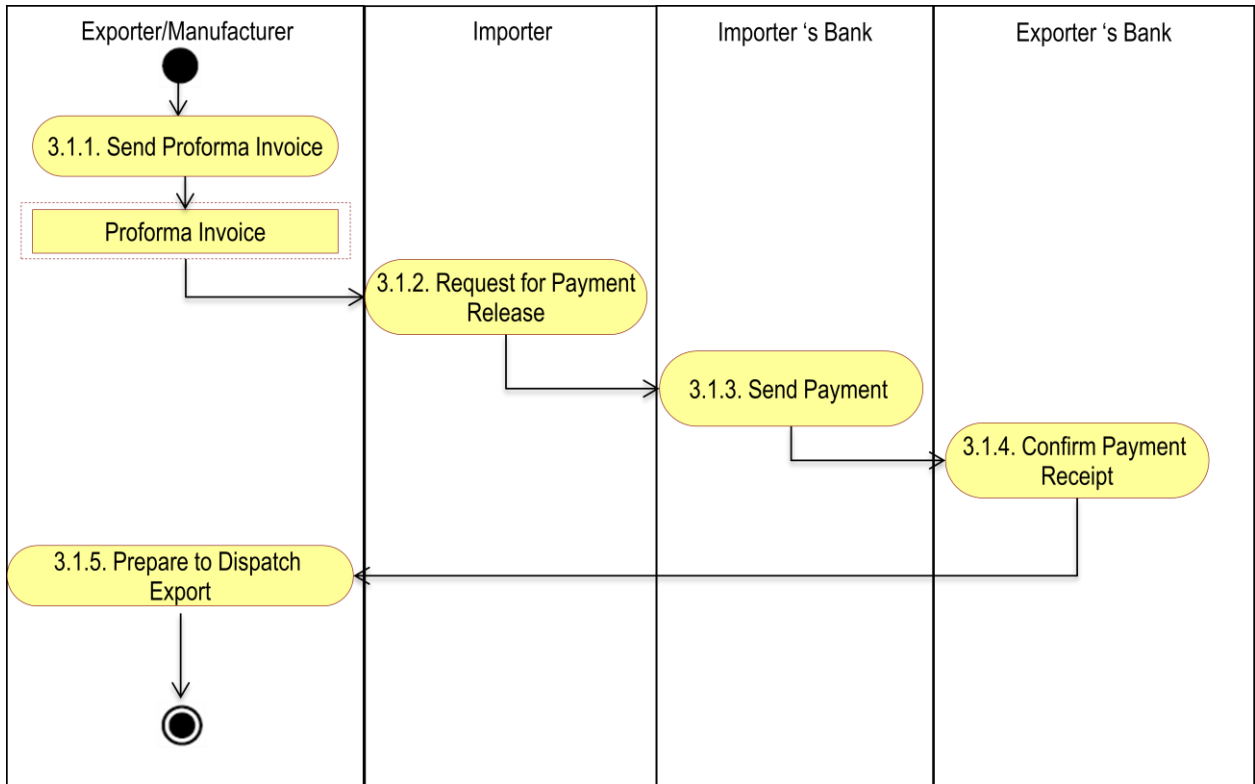 Exporter/Manufacturer
Importer
Importer ‘s Bank
Exporter ‘s Bank
3.1.1. Send Proforma Invoice
Proforma Invoice
3.1.2. Request for Payment
Release
3.1.3. Send Payment
3.1.4. Confirm Payment
Receipt
3.1.5. Prepare to Dispatch
Export